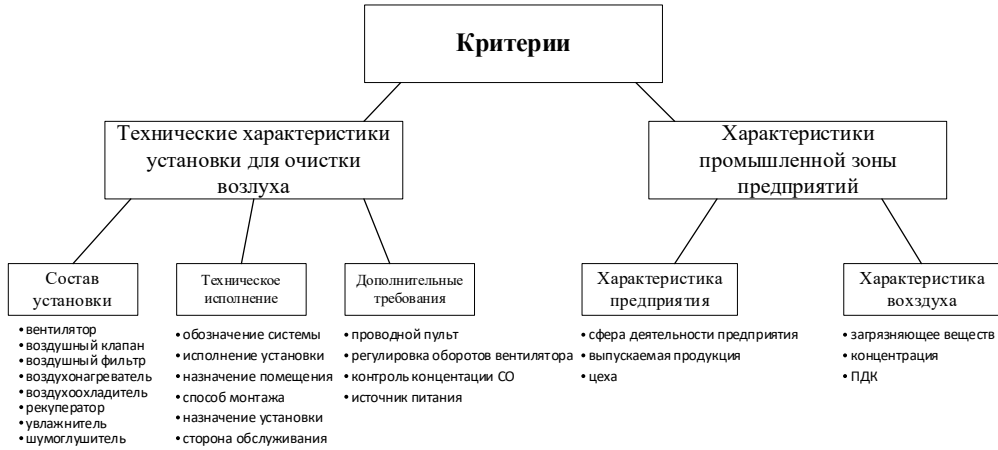 Критерии
Технические характеристики
установки для очистки
возлуха
Характеристики
промышленной зоны
предприятий
Состав
установки
• вентилятор
• воздушный клапан
• воздушный фильтр
• воздухонагреватель
• воздухоохладитель
• рекуператор
• увлажнитель
• шумоглушитель
Техническое
исполнение
• обозначение системы
• исполнение установки
• назначение помещения
• способ монтажа
• назначение установки
• сторона обслуживания
Дополнительные
требования
• проводной пульт
• регулировка оборотов вентилятора
• контроль концентации СО
• источник питания
Характеристика
предприятия
• сфера деятельности предприятия
• выпускаемая продукция
• цеха
Характеристика
вохздуха
• загрязняющее веществ
• концентрация
• ПДК